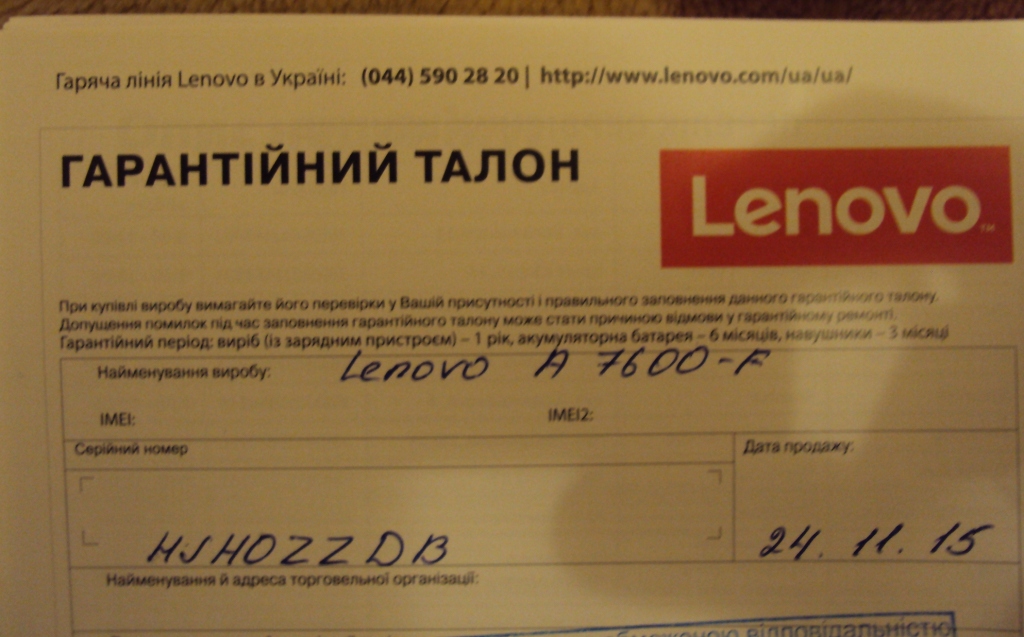 Гаряча лінія Lenovo в Україні: (044) 590 28 20 | http://www.lenovo.com/ua/ua/
ГАРАНТІЙНИЙ ТАЛОН
Lenovo™
При купівлі виробу вимагайте його перевірки у Вашій присутності і правильного заповнення данного гарантійного талону.
Допущення помилок під час заповнення гарантійного талону може стати причиною відмови у гарантійному ремонті.
Гарантійний період: виріб (із зарядним пристроєм) – 1 рік, акумуляторна батарея – 6 місяців, навушники – 3 місяці
Найменування виробу: Lenovo A 7600-F
IMEI: IMEI2:
Серійний номер Дата продажу:
HJH0ZZDB 24.11.15
Найменування й адреса торговельної організації:
відповідальністю